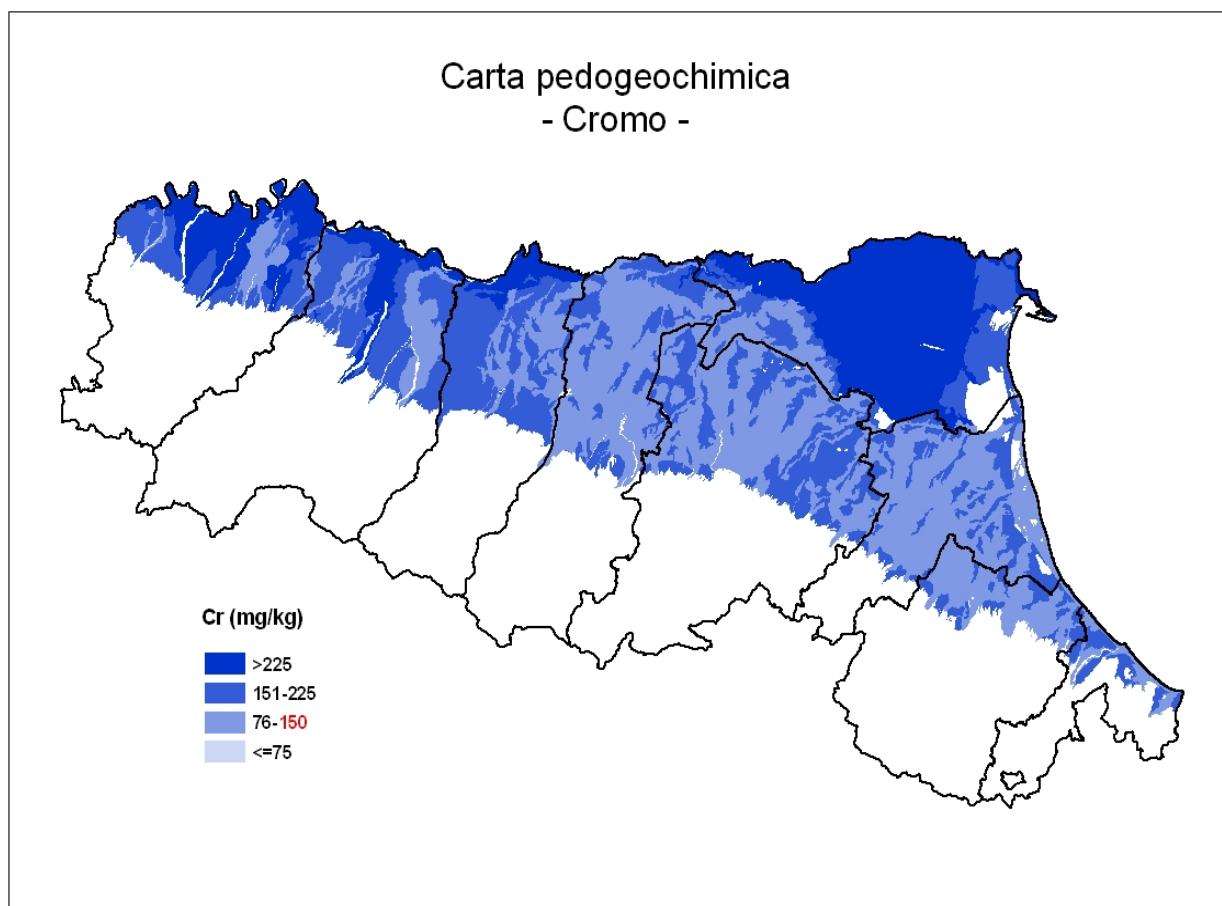 Carta pedogeochimica
- Cromo -
Cr (mg/kg)
>225
151-225
76-150
<=75